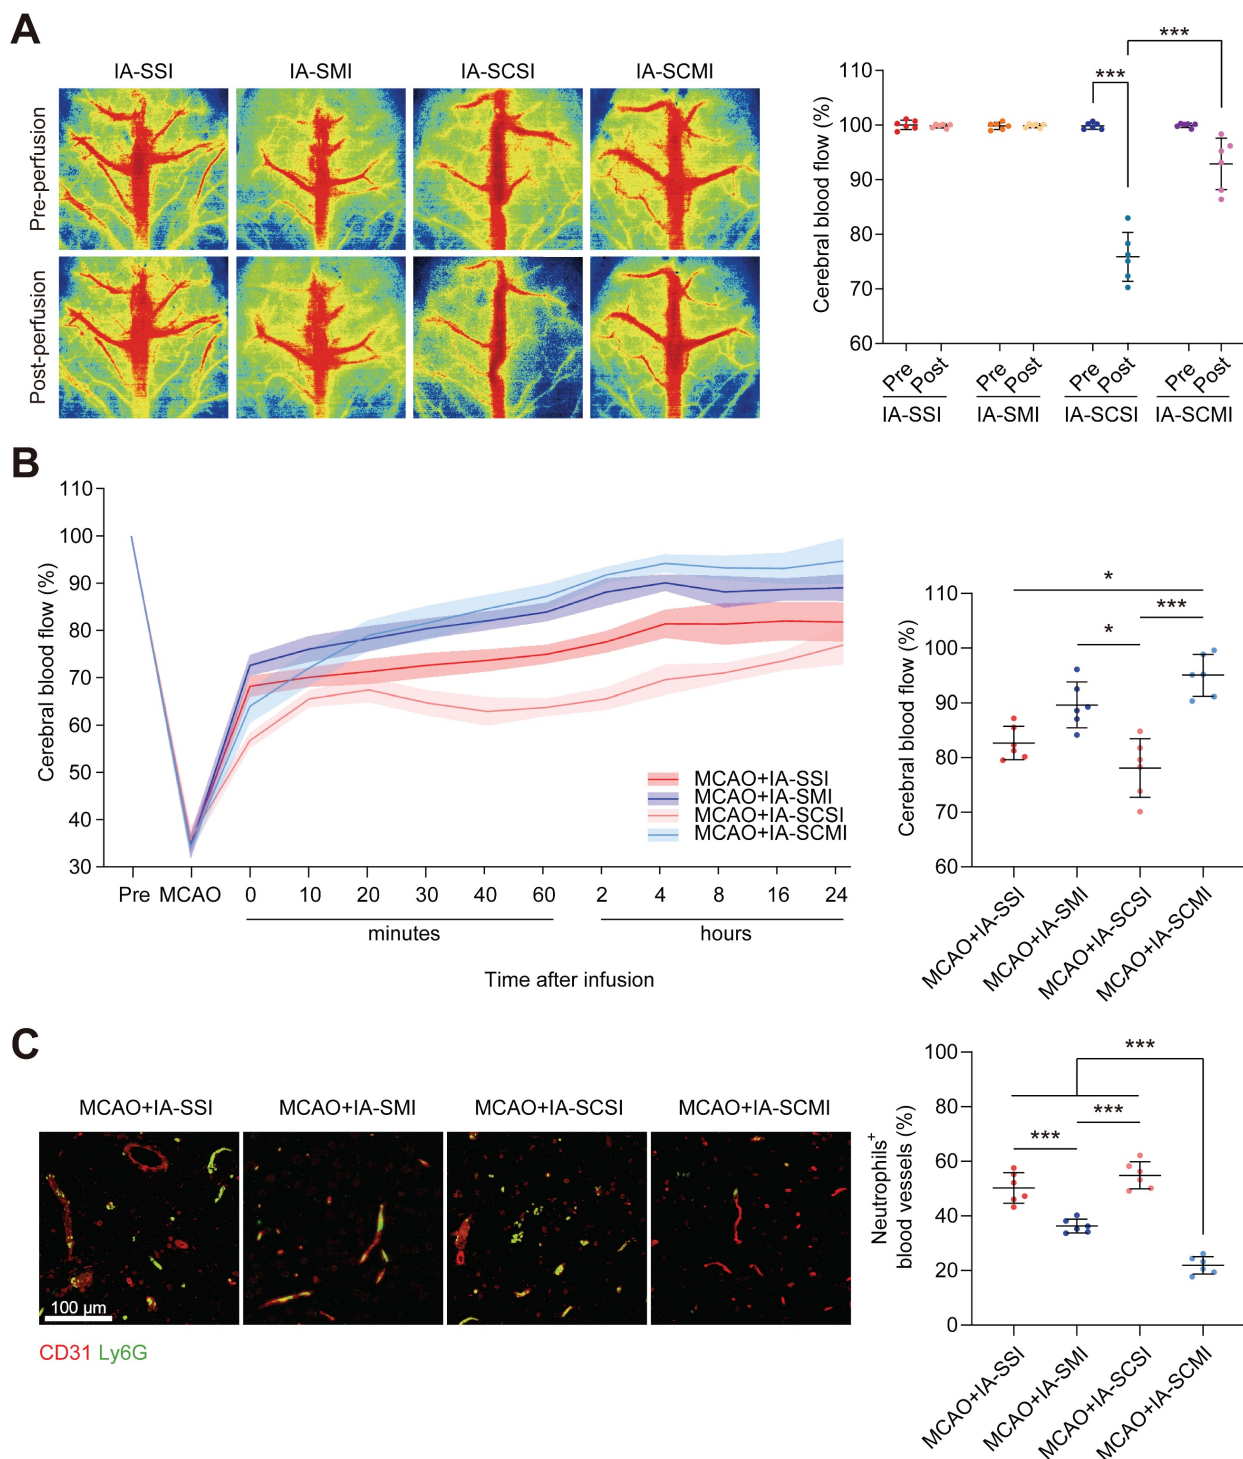 A
IA-SSI IA-SMI IA-SCSI IA-SCMI
Pre-perfusion
Post-perfusion
Cerebral blood flow (%)
110
100
90
80
70
60
***
***
Pre Post Pre Post Pre Post Pre Post
IA-SSI IA-SMI IA-SCSI IA-SCMI
B
Cerebral blood flow (%)
110
100
90
80
70
60
50
40
30
MCAO+IA-SSI
MCAO+IA-SMI
MCAO+IA-SCSI
MCAO+IA-SCMI
Pre MCAO 0 10 20 30 40 60 2 4 8 16 24
minutes hours
Time after infusion
Cerebral blood flow (%)
110
100
90
80
70
60
*
***
*
MCAO+IA-SSI
MCAO+IA-SMI
MCAO+IA-SCSI
MCAO+IA-SCMI
C
MCAO+IA-SSI MCAO+IA-SMI MCAO+IA-SCSI MCAO+IA-SCMI
100 µm
CD31 Ly6G
Neutrophils+
blood vessels (%)
100
80
60
40
20
0
***
***
***
MCAO+IA-SSI
MCAO+IA-SMI
MCAO+IA-SCSI
MCAO+IA-SCMI